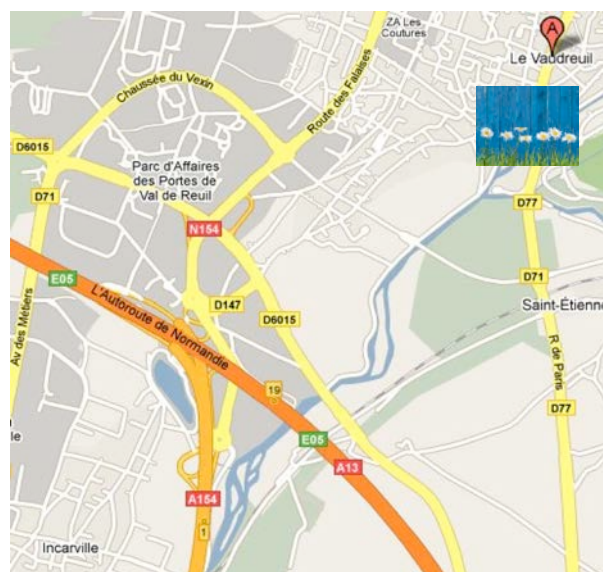 ZA Les
Coutures
A
Le Vaudreuil
Chaussée du Vexin
Route des Falaises
D6015
Parc d'Affaires
des Portes de
Val de Reuil
D71
D77
N154
E05
D71
L'Autoroute de Normandie
D147
D6015
Saint-Étienne
Av des Métiers
R de Paris
19
D77
le
E05
A13
A154
1
Incarville